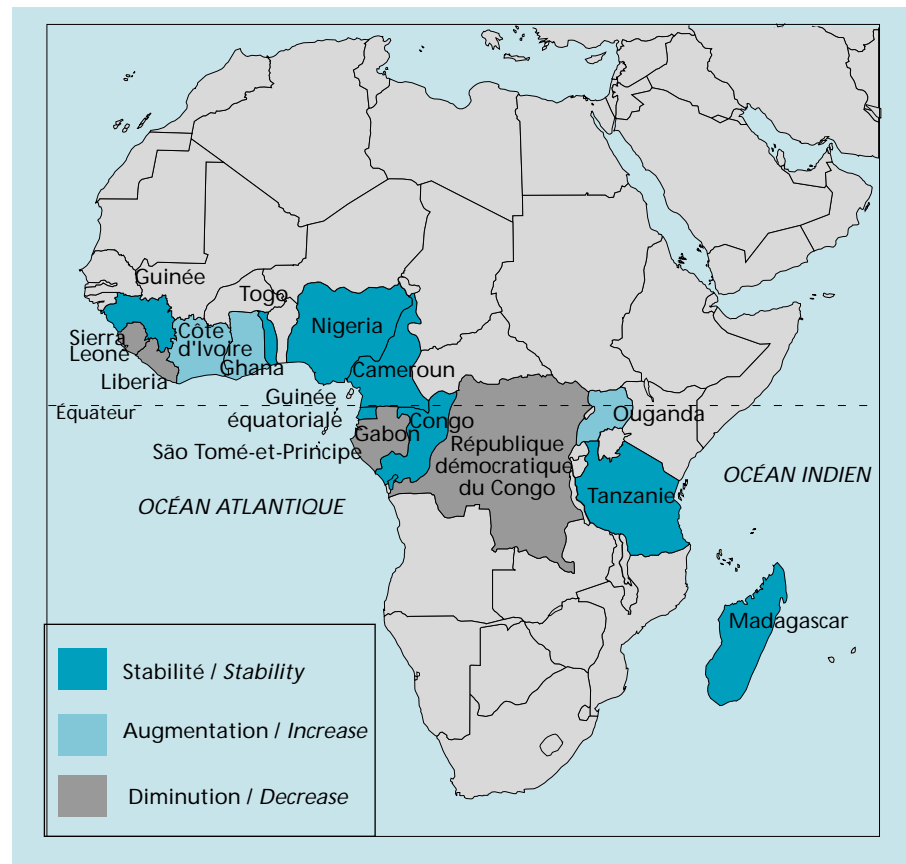 Guinée
Togo
Nigeria
Sierra
Leone
Côte
d'Ivoire
Ghana
Liberia
Cameroun
Guinée
équatoriale
Équateur
Congo
Ouganda
Gabon
São Tomé-et-Principe
République
démocratique
du Congo
OCÉAN INDIEN
Tanzanie
OCÉAN ATLANTIQUE
Madagascar
Stabilité / Stability
Augmentation / Increase
Diminution / Decrease